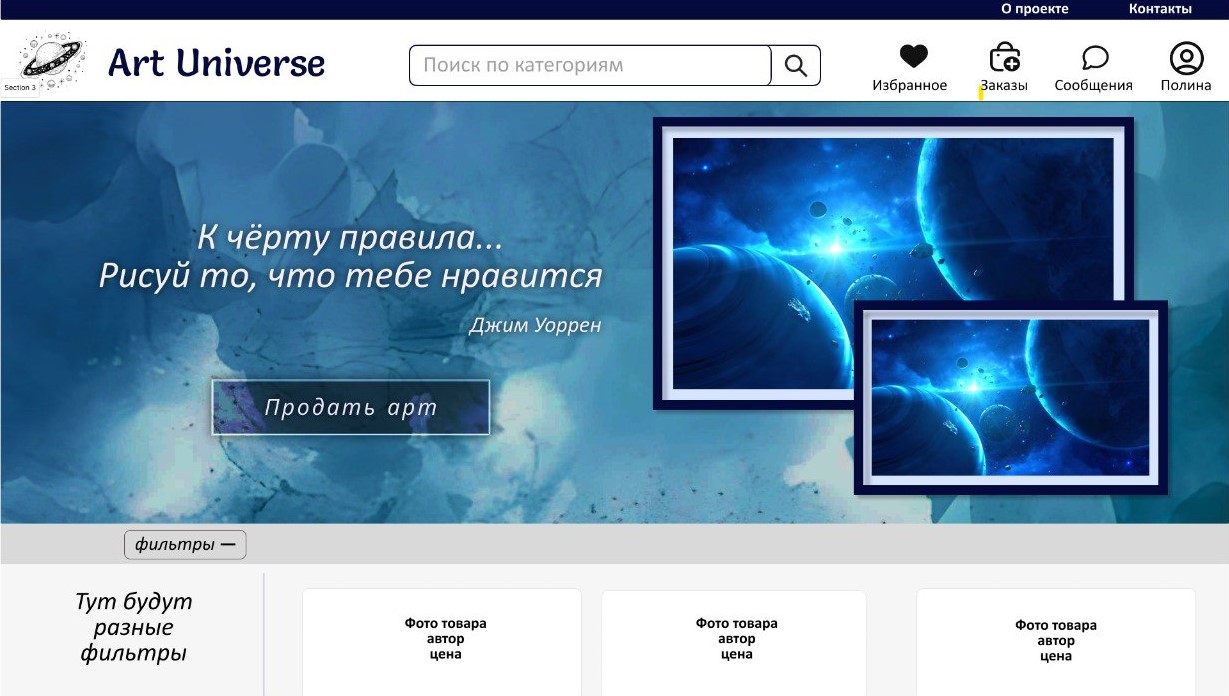 О проекте Контакты
Art Universe
Section 3
Поиск по категориям
Избранное Заказы Сообщения Полина
К чёрту правила...
Рисуй то, что тебе нравится
Джим Уоррен
Продать арт
фильтры —
Тут будут
разные
фильтры
Фото товара
автор
цена
Фото товара
автор
цена
Фото товара
автор
цена